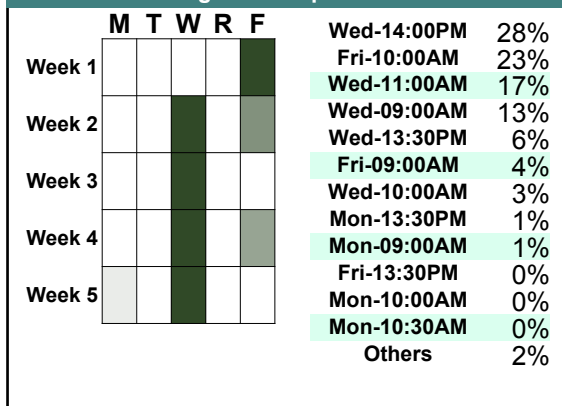 M T W R F
Week 1
Week 2
Week 3
Week 4
Week 5
Wed-14:00PM 28%
Fri-10:00AM 23%
Wed-11:00AM 17%
Wed-09:00AM 13%
Wed-13:30PM 6%
Fri-09:00AM 4%
Wed-10:00AM 3%
Mon-13:30PM 1%
Mon-09:00AM 1%
Fri-13:30PM 0%
Mon-10:00AM 0%
Mon-10:30AM 0%
Others 2%